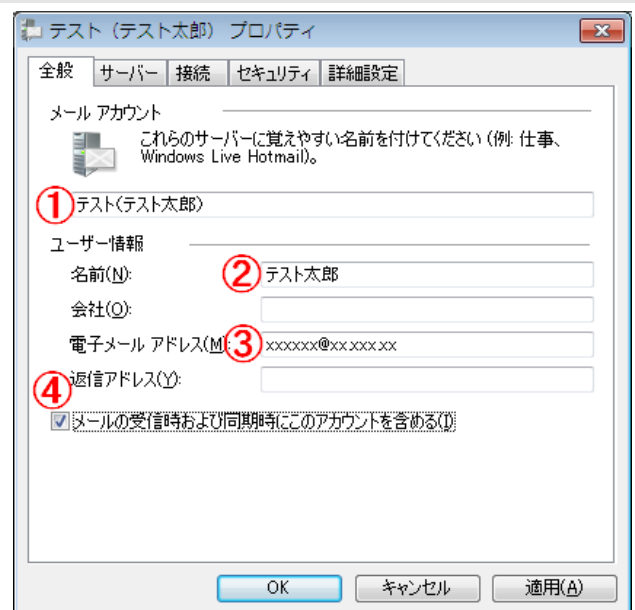 テスト（テスト太郎） プロパティ
全般 サーバー 接続 セキュリティ 詳細設定
メール アカウント
これらのサーバーに覚えやすい名前を付けてください (例: 仕事、
Windows Live Hotmail)。
① テスト(テスト太郎)
ユーザー情報
名前(N): ② テスト太郎
会社(O):
電子メール アドレス(M): ③ xxxxxx@xx.xxx.xx
④
返信アドレス(Y):
メールの受信時および同期時にこのアカウントを含める(I)
OK キャンセル 適用(A)